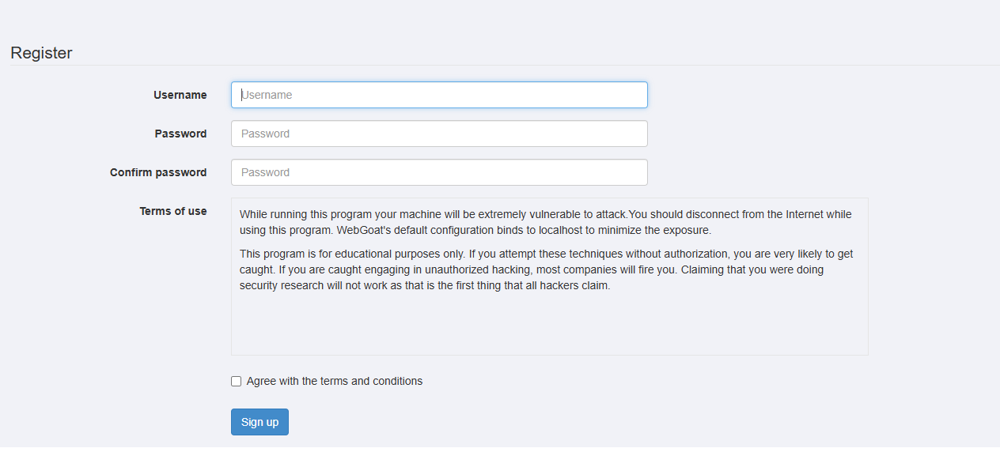 Register
Username
Username
Password
Password
Confirm password
Password
Terms of use
While running this program your machine will be extremely vulnerable to attack.You should disconnect from the Internet while
using this program. WebGoat's default configuration binds to localhost to minimize the exposure.
This program is for educational purposes only. If you attempt these techniques without authorization, you are very likely to get
caught. If you are caught engaging in unauthorized hacking, most companies will fire you. Claiming that you were doing
security research will not work as that is the first thing that all hackers claim.
Agree with the terms and conditions
Sign up